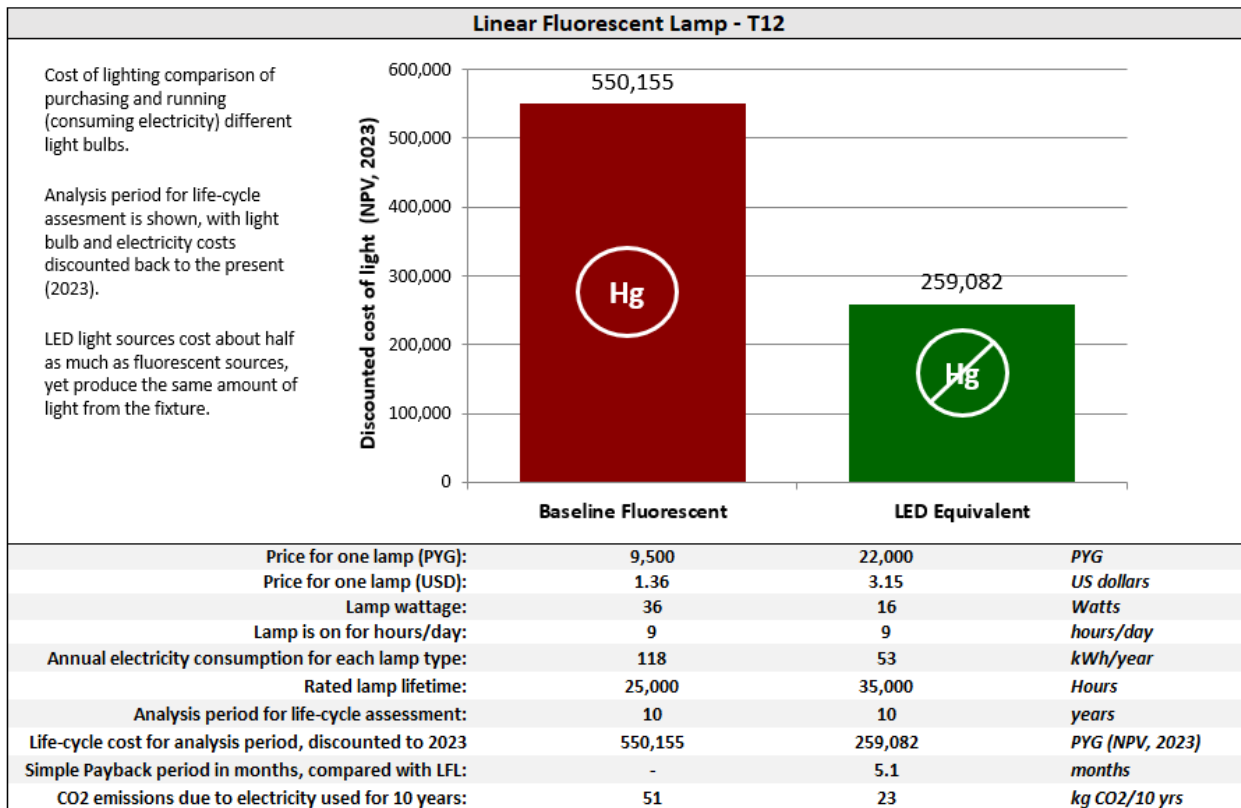 Linear Fluorescent Lamp - T12
Cost of lighting comparison of
purchasing and running
(consuming electricity) different
light bulbs.
Analysis period for life-cycle
assesment is shown, with light
bulb and electricity costs
discounted back to the present
(2023).
LED light sources cost about half
as much as fluorescent sources,
yet produce the same amount of
light from the fixture.
Discounted cost of light (NPV, 2023)
600,000
500,000
400,000
300,000
200,000
100,000
0
550,155
Hg
259,082
Hg
Baseline Fluorescent LED Equivalent
Price for one lamp (PYG): 9,500 22,000 PYG
Price for one lamp (USD): 1.36 3.15 US dollars
Lamp wattage: 36 16 Watts
Lamp is on for hours/day: 9 9 hours/day
Annual electricity consumption for each lamp type: 118 53 kWh/year
Rated lamp lifetime: 25,000 35,000 Hours
Analysis period for life-cycle assessment: 10 10 years
Life-cycle cost for analysis period, discounted to 2023 550,155 259,082 PYG (NPV, 2023)
Simple Payback period in months, compared with LFL: - 5.1 months
CO2 emissions due to electricity used for 10 years: 51 23 kg CO2/10 yrs